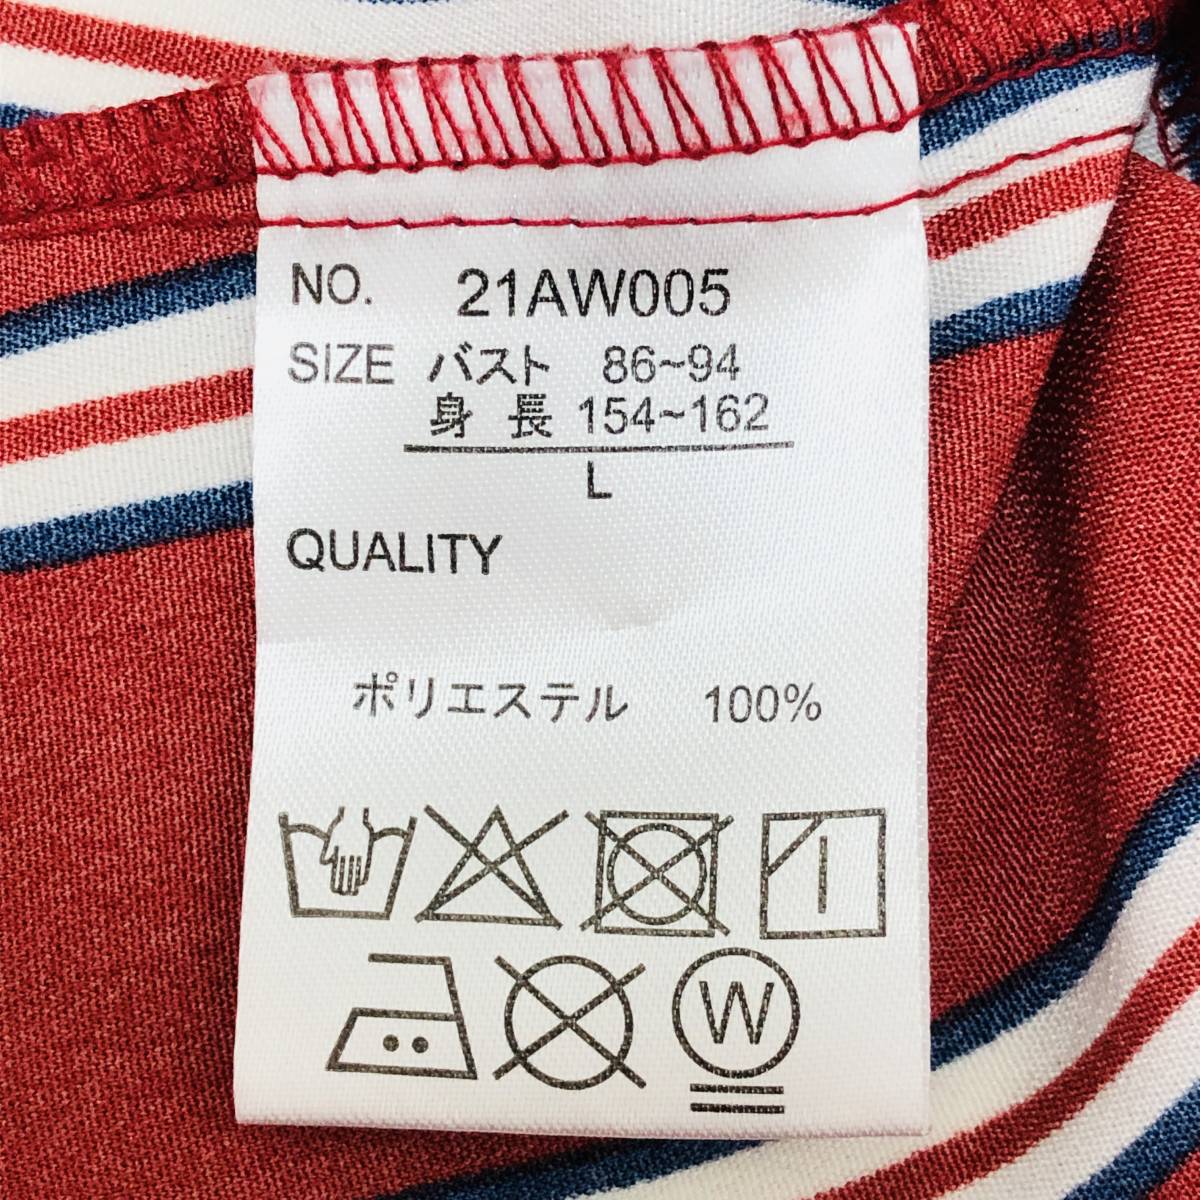 NO. 21AW005
SIZE バスト 86~94
身長 154~162
L
QUALITY
ポリエステル 100%
W